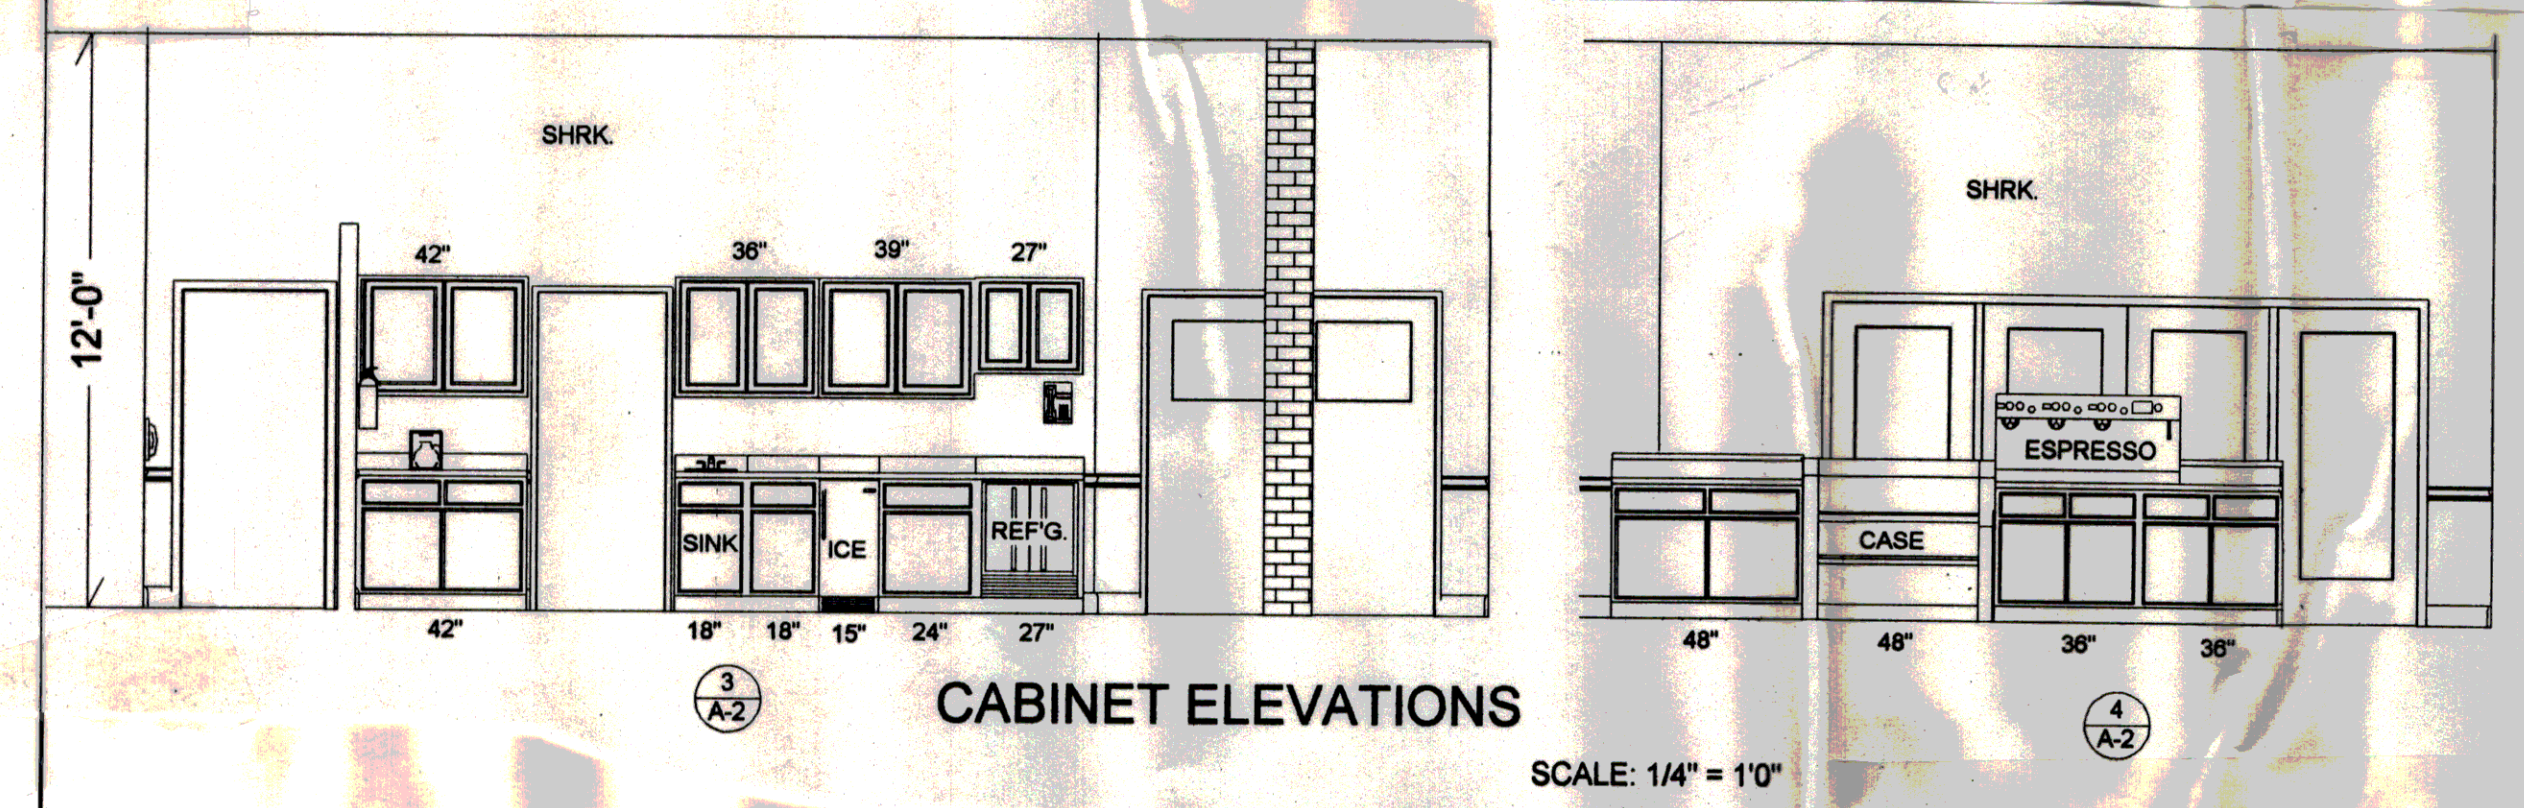 12'-0"
SHRK.
42"
36"
39"
27"
SINK
ICE
REF'G.
42"
18"
18"
15"
24"
27"
3
A-2
CABINET ELEVATIONS
SHRK.
ESPRESSO
CASE
48"
48"
36"
36"
4
A-2
SCALE: 1/4" = 1'0"